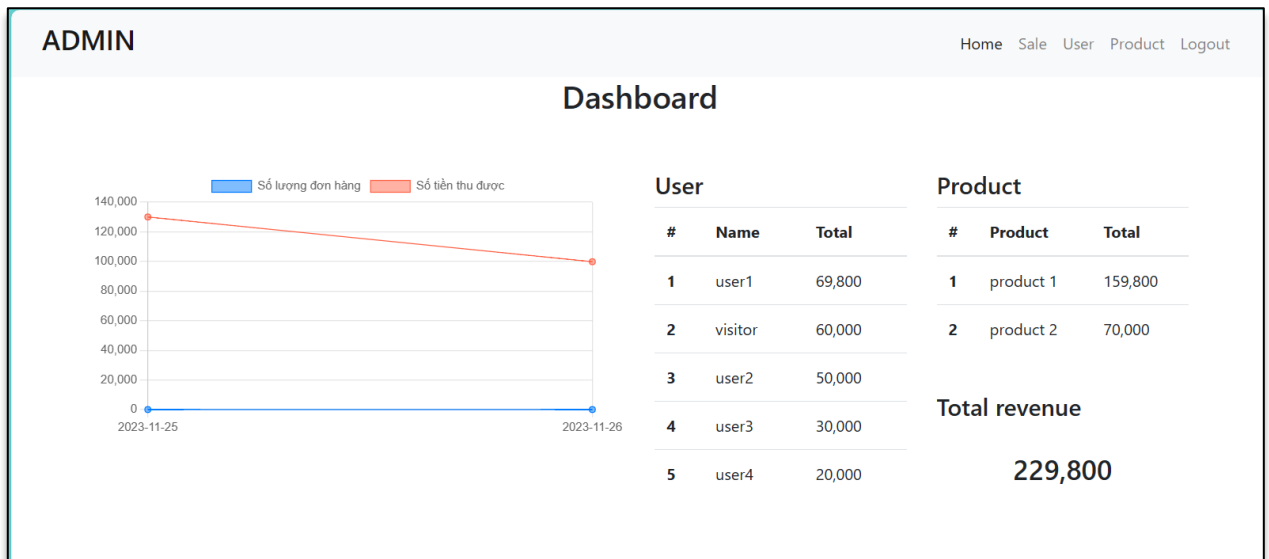 ADMIN
Home Sale User Product Logout
Dashboard
Số lượng đơn hàng Số tiền thu được
140,000
120,000
100,000
80,000
60,000
40,000
20,000
0
2023-11-25 2023-11-26
User
# Name Total
1 user1 69,800
2 visitor 60,000
3 user2 50,000
4 user3 30,000
5 user4 20,000
Product
# Product Total
1 product 1 159,800
2 product 2 70,000
Total revenue
229,800